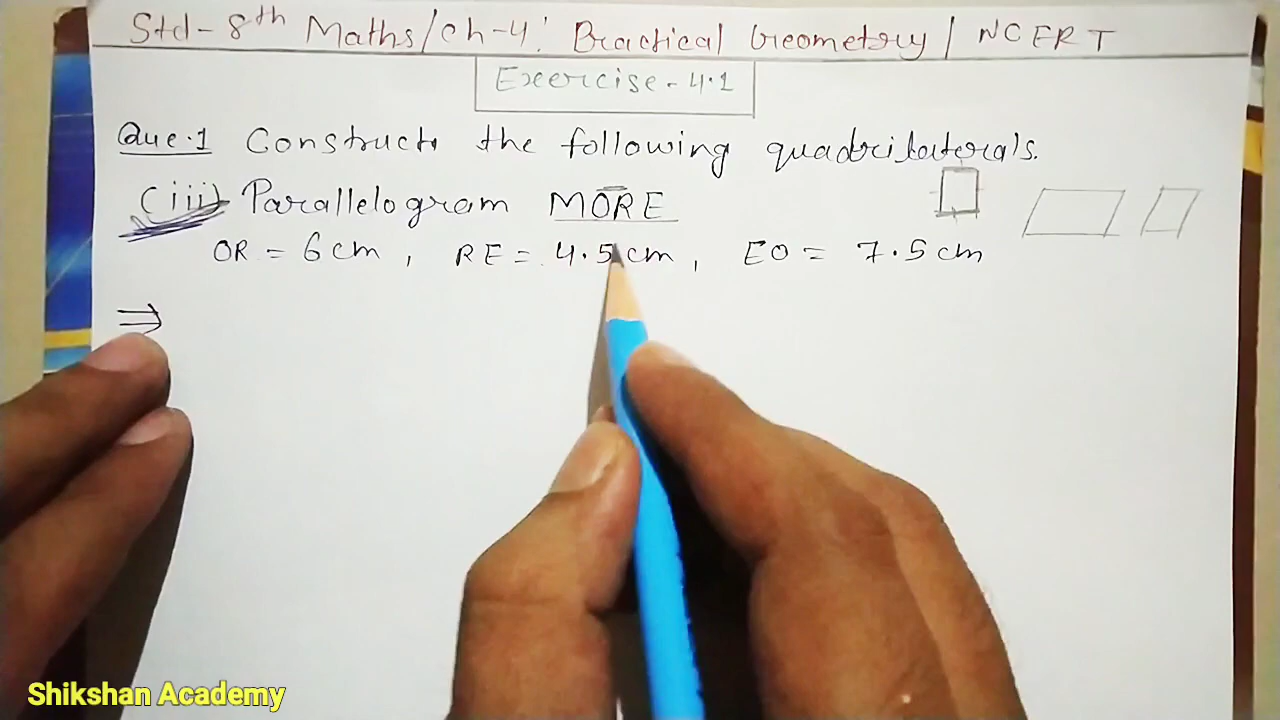 Std - 8th Maths / Ch-4: Practical Geometry / NCERT
Exercise - 4.1
Que.1 Construct the following quadrilaterals.
(iii) Parallelogram MORE
OR = 6 cm , RE = 4.5 cm , EO = 7.5 cm
⇒
Shikshan Academy